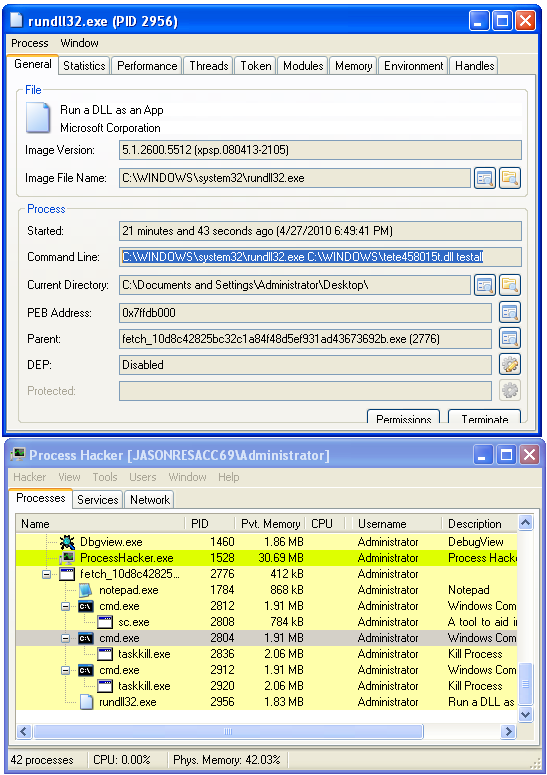 rundll32.exe (PID 2956)
Process Window
General Statistics Performance Threads Token Modules Memory Environment Handles
File
Run a DLL as an App
Microsoft Corporation
Image Version: 5.1.2600.5512 (xpsp.080413-2105)
Image File Name: C:\WINDOWS\system32\rundll32.exe
Process
Started: 21 minutes and 43 seconds ago (4/27/2010 6:49:41 PM)
Command Line: C:\WINDOWS\system32\rundll32.exe C:\WINDOWS\tete458015t.dll testall
Current Directory: C:\Documents and Settings\Administrator\Desktop\
PEB Address: 0x7ffdb000
Parent: fetch_10d8c42825bc32c1a84f48d5ef931ad43673692b.exe (2776)
DEP: Disabled
Protected:
Permissions Terminate
Process Hacker [JASONRESACC69\Administrator]
Hacker View Tools Users Window Help
Processes Services Network
Name PID Pvt. Memory CPU Username Description
Dbgview.exe 1460 1.86 MB Administrator DebugView
ProcessHacker.exe 1528 30.69 MB Administrator Process Hacke
fetch_10d8c42825... 2776 412 kB Administrator
notepad.exe 1784 868 kB Administrator Notepad
cmd.exe 2812 1.91 MB Administrator Windows Com
sc.exe 2808 784 kB Administrator A tool to aid i
cmd.exe 2804 1.91 MB Administrator Windows Com
taskkill.exe 2836 2.06 MB Administrator Kill Process
cmd.exe 2912 1.91 MB Administrator Windows Com
taskkill.exe 2920 2.06 MB Administrator Kill Process
rundll32.exe 2956 1.83 MB Administrator Run a DLL as
42 processes CPU: 0.00% Phys. Memory: 42.03%